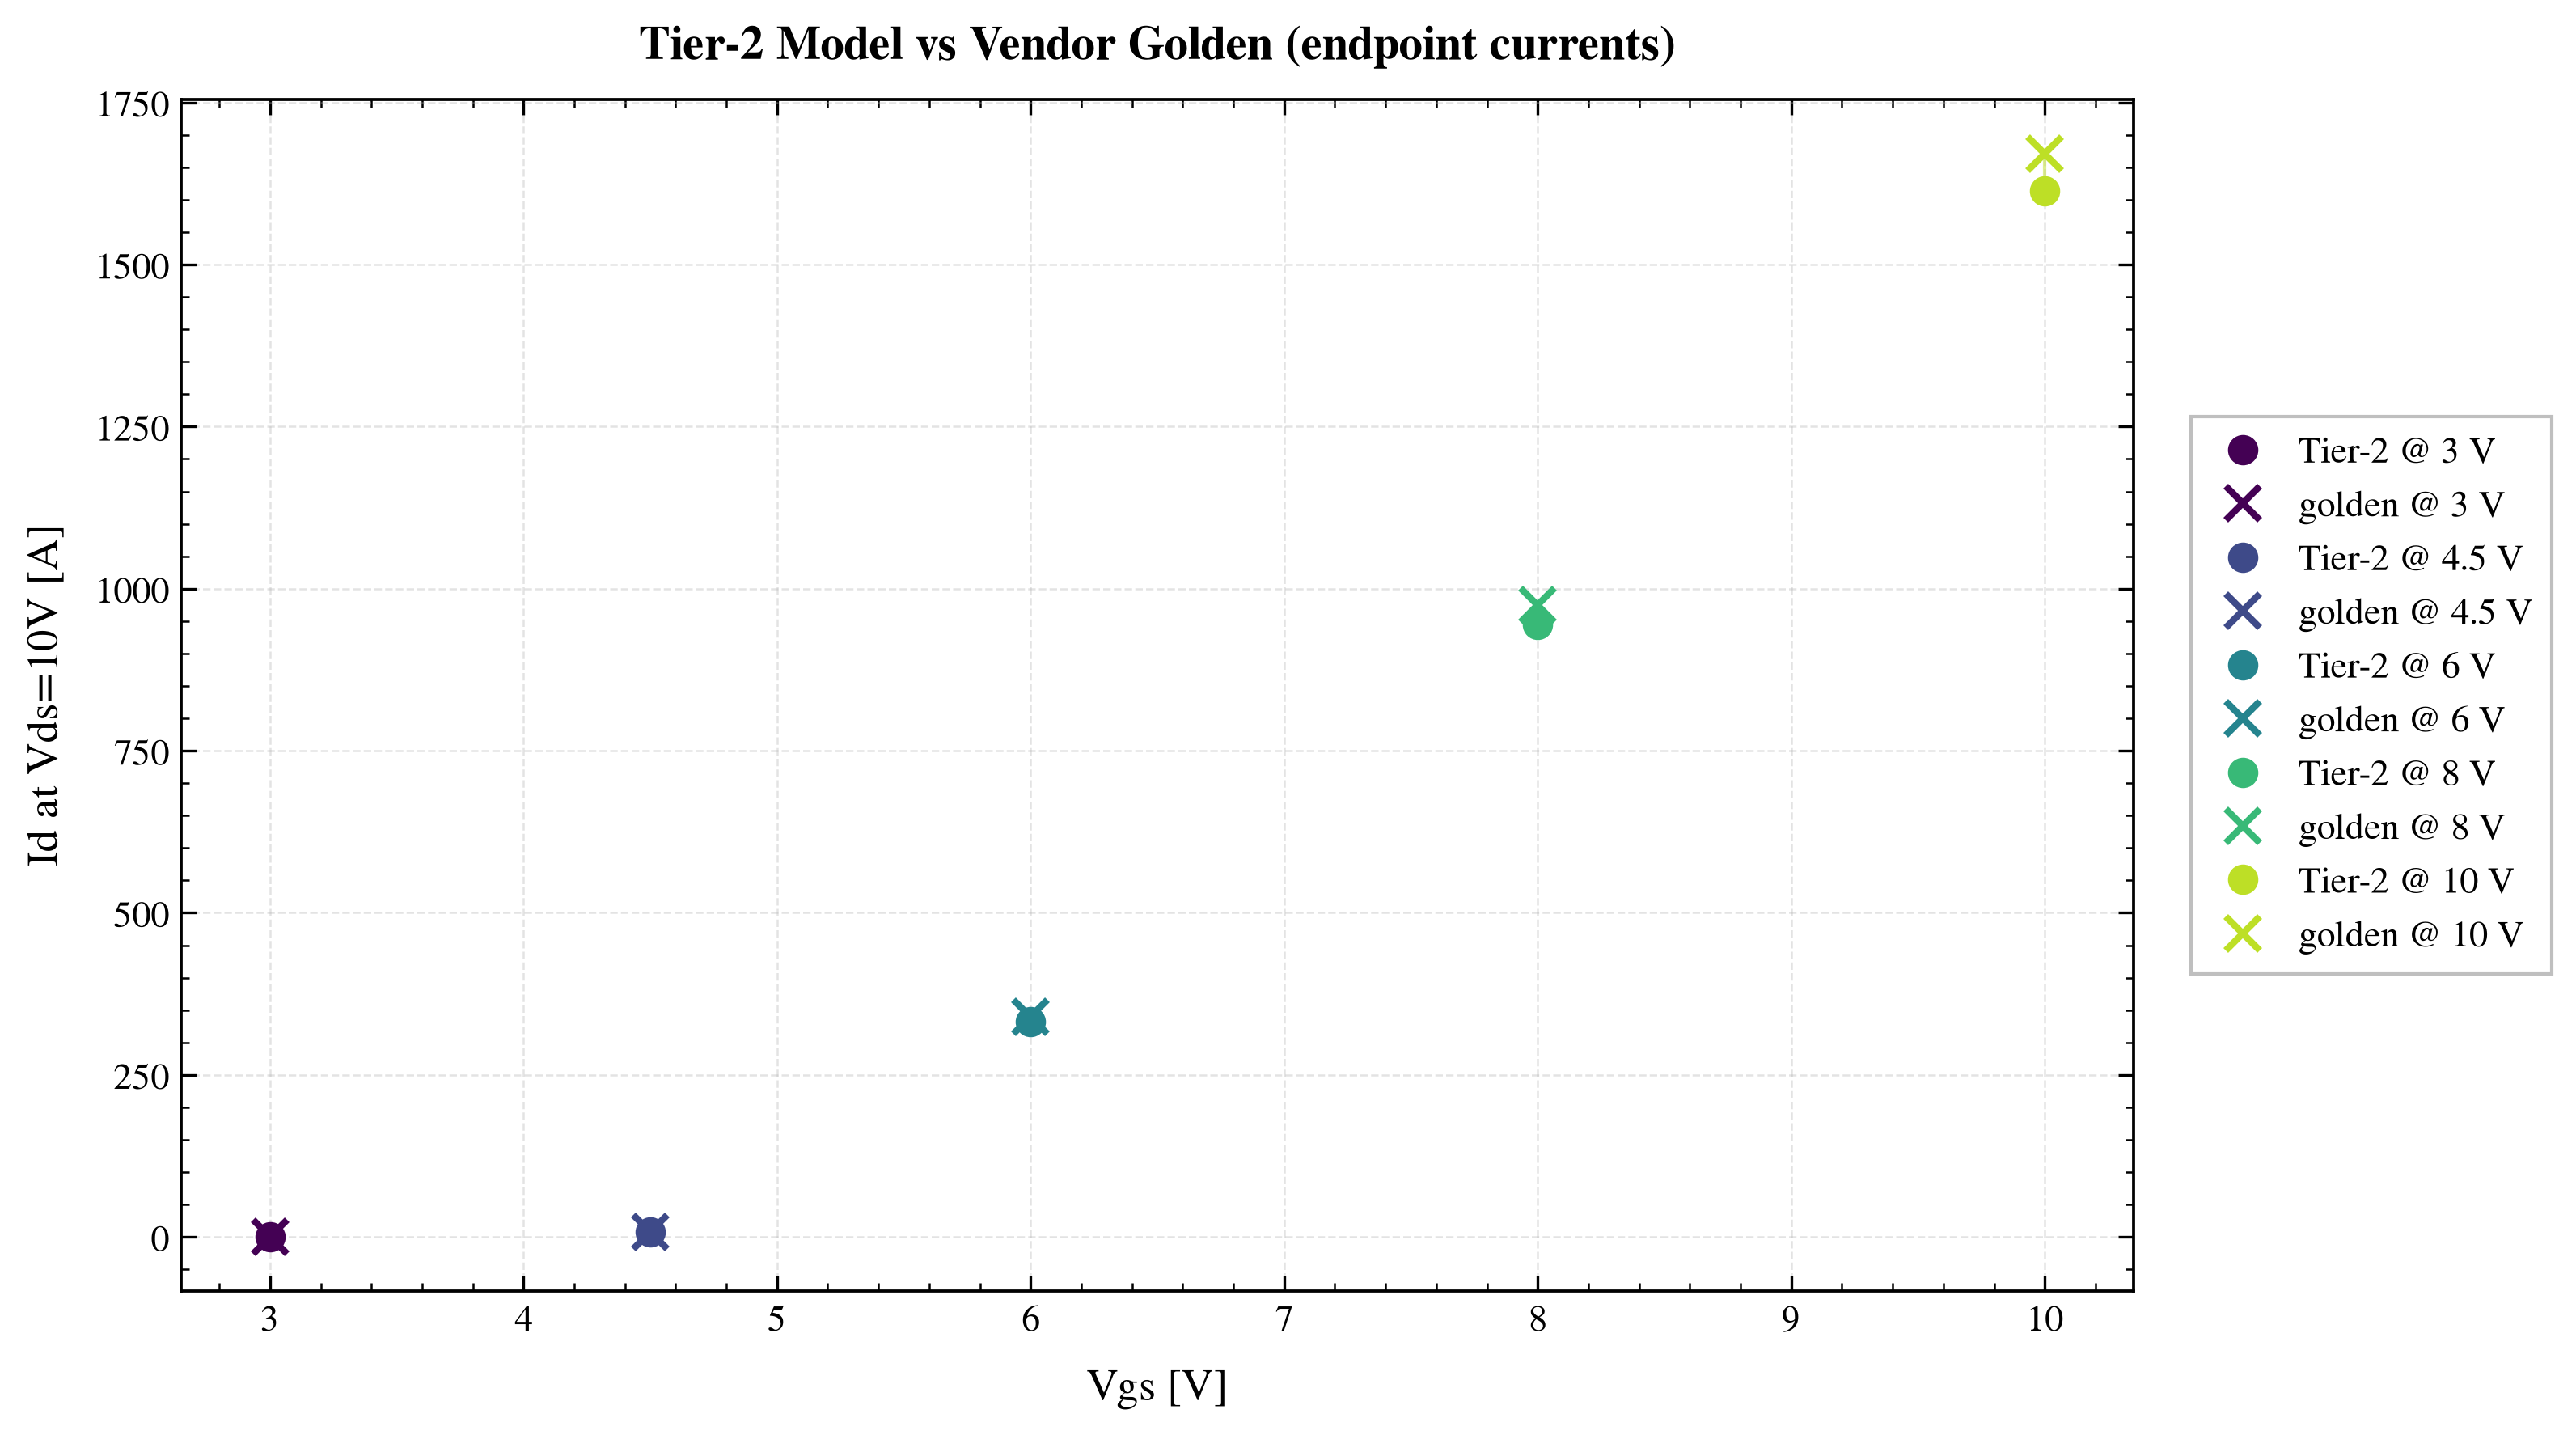 Tier-2 Model vs Vendor Golden (endpoint currents)
Id at Vds=10V [A]
1750
1500
1250
1000
750
500
250
0
3
4
5
6
7
8
9
10
Vgs [V]
Tier-2 @ 3 V
golden @ 3 V
Tier-2 @ 4.5 V
golden @ 4.5 V
Tier-2 @ 6 V
golden @ 6 V
Tier-2 @ 8 V
golden @ 8 V
Tier-2 @ 10 V
golden @ 10 V